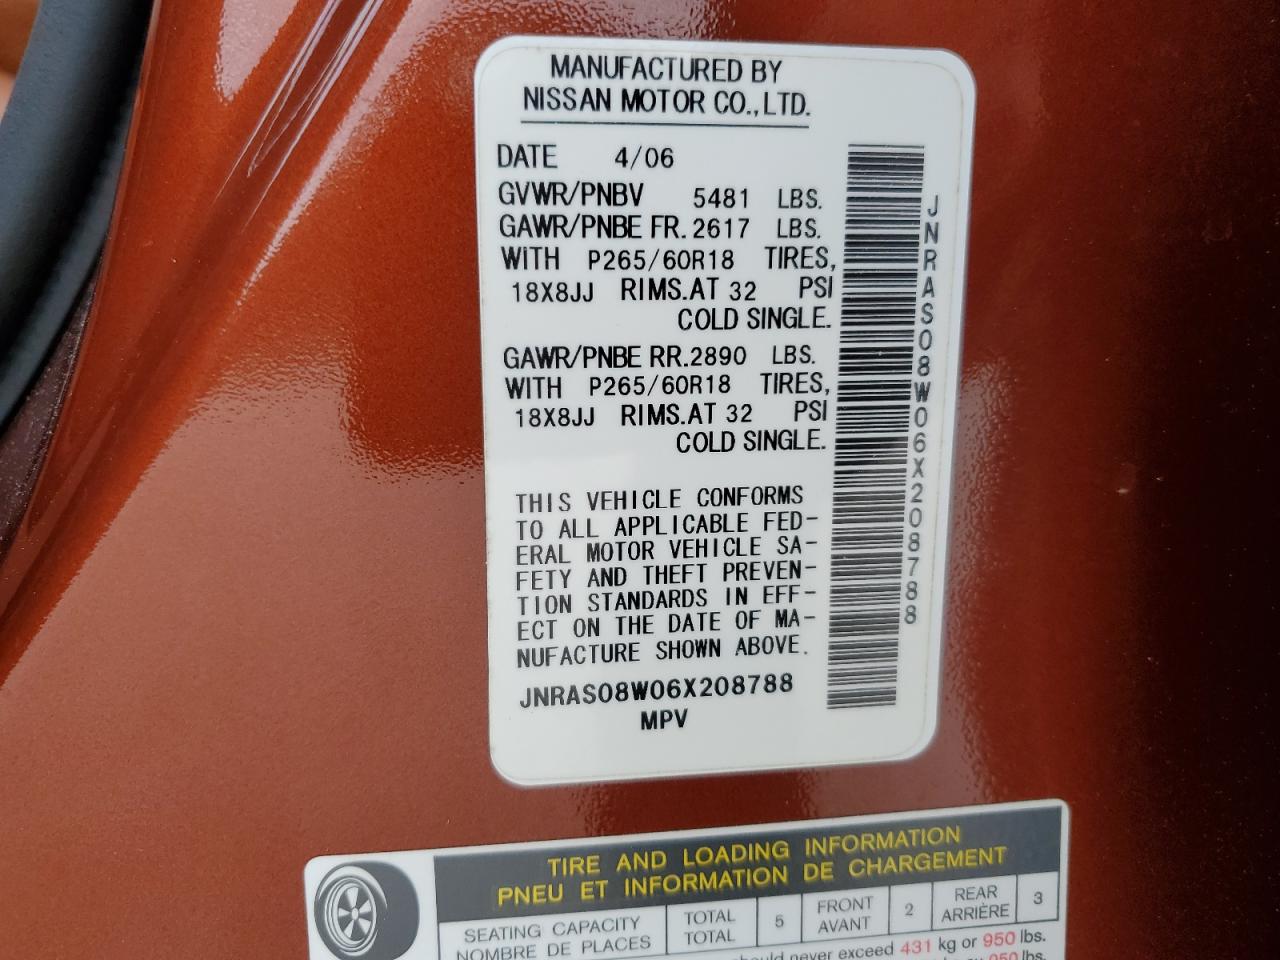 MANUFACTURED BY
NISSAN MOTOR CO., LTD.
DATE 4/06
GVWR/PNBV 5481 LBS.
GAWR/PNBE FR. 2617 LBS.
WITH P265/60R18 TIRES,
18X8JJ RIMS. AT 32 PSI
COLD SINGLE.
GAWR/PNBE RR. 2890 LBS.
WITH P265/60R18 TIRES,
18X8JJ RIMS. AT 32 PSI
COLD SINGLE.
THIS VEHICLE CONFORMS
TO ALL APPLICABLE FED-
ERAL MOTOR VEHICLE SA-
FETY AND THEFT PREVEN-
TION STANDARDS IN EFF-
ECT ON THE DATE OF MA-
NUFACTURE SHOWN ABOVE.
JNRAS08W06X208788
MPV
JNRAS08W06X208788
TIRE AND LOADING INFORMATION
PNEU ET INFORMATION DE CHARGEMENT
SEATING CAPACITY TOTAL 5 FRONT 2 REAR 3
NOMBRE DE PLACES TOTAL AVANT ARRIÈRE
should never exceed 431 kg or 950 lbs.
950 lbs.